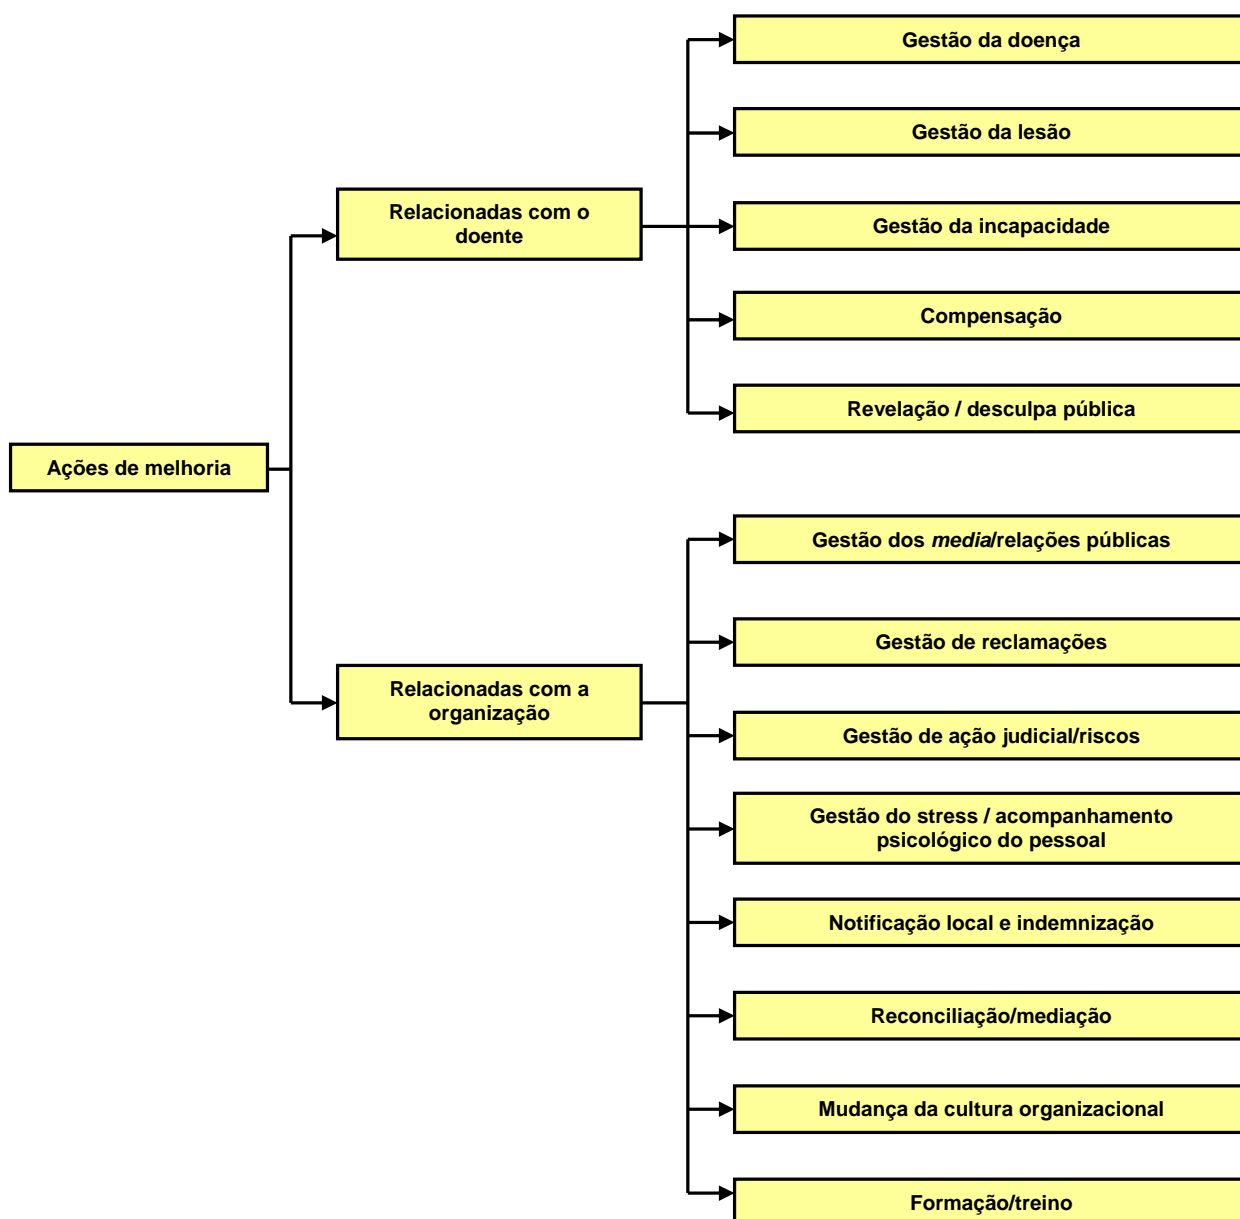 Ações de melhoria
Relacionadas com o
doente
Gestão da doença
Gestão da lesão
Gestão da incapacidade
Compensação
Revelação / desculpa pública
Relacionadas com a
organização
Gestão dos media/relações públicas
Gestão de reclamações
Gestão de ação judicial/riscos
Gestão do stress / acompanhamento
psicológico do pessoal
Notificação local e indemnização
Reconciliação/mediação
Mudança da cultura organizacional
Formação/treino